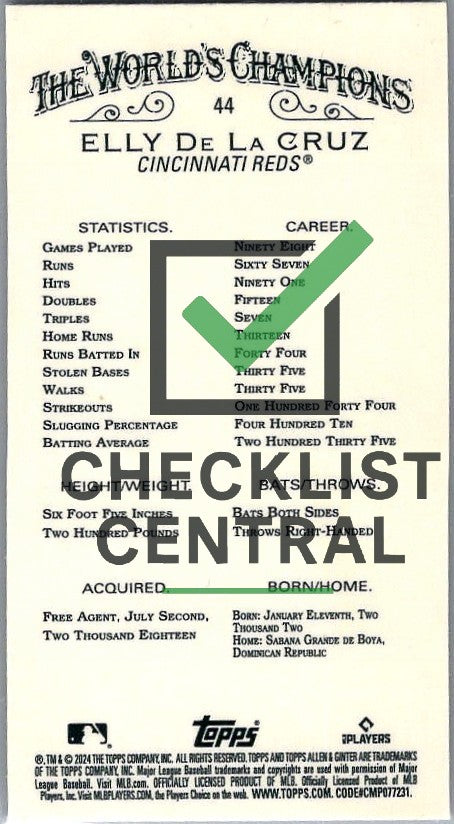 THE WORLD'S CHAMPIONS
44
ELLY DE LA CRUZ
CINCINNATI REDS®
STATISTICS. CAREER.
GAMES PLAYED NINETY EIGHT
RUNS SIXTY SEVEN
HITS NINETY ONE
DOUBLES FIFTEEN
TRIPLES SEVEN
HOME RUNS THIRTEEN
RUNS BATTED IN FORTY FOUR
STOLEN BASES THIRTY FIVE
WALKS THIRTY FIVE
STRIKEOUTS ONE HUNDRED FORTY FOUR
SLUGGING PERCENTAGE FOUR HUNDRED TEN
BATTING AVERAGE TWO HUNDRED THIRTY FIVE
CHECKLIST
HEIGHT/WEIGHT. BATS/THROWS.
SIX FOOT FIVE INCHES BATS BOTH SIDES
TWO HUNDRED POUNDS THROWS RIGHT-HANDED
CENTRAL
ACQUIRED. BORN/HOME.
FREE AGENT, JULY SECOND,
TWO THOUSAND EIGHTEEN
BORN: JANUARY ELEVENTH, TWO
THOUSAND TWO
HOME: SABANA GRANDE DE BOYA,
DOMINICAN REPUBLIC
topps PLAYERS
®, TM & © 2024 THE TOPPS COMPANY, INC. ALL RIGHTS RESERVED. TOPPS AND TOPPS ALLEN & GINTER ARE TRADEMARKS
OF THE TOPPS COMPANY, INC. Major League Baseball trademarks and copyrights are used with permission of Major
League Baseball. Visit MLB.com. OFFICIALLY LICENSED PRODUCT OF MLB. Officially Licensed Product of MLB
Players, Inc. Visit MLBPLAYERS.COM, the Players Choice on the web. WWW.TOPPS.COM. CODE#CMP077231.